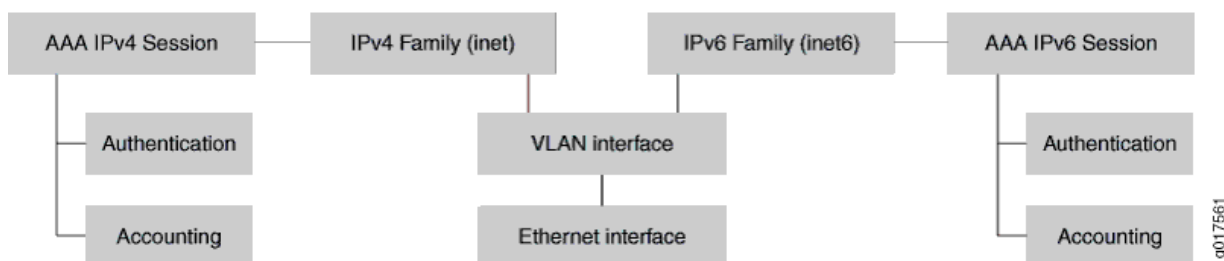 AAA IPv4 Session
IPv4 Family (inet)
IPv6 Family (inet6)
AAA IPv6 Session
Authentication
VLAN interface
Authentication
Accounting
Ethernet interface
Accounting
g017561